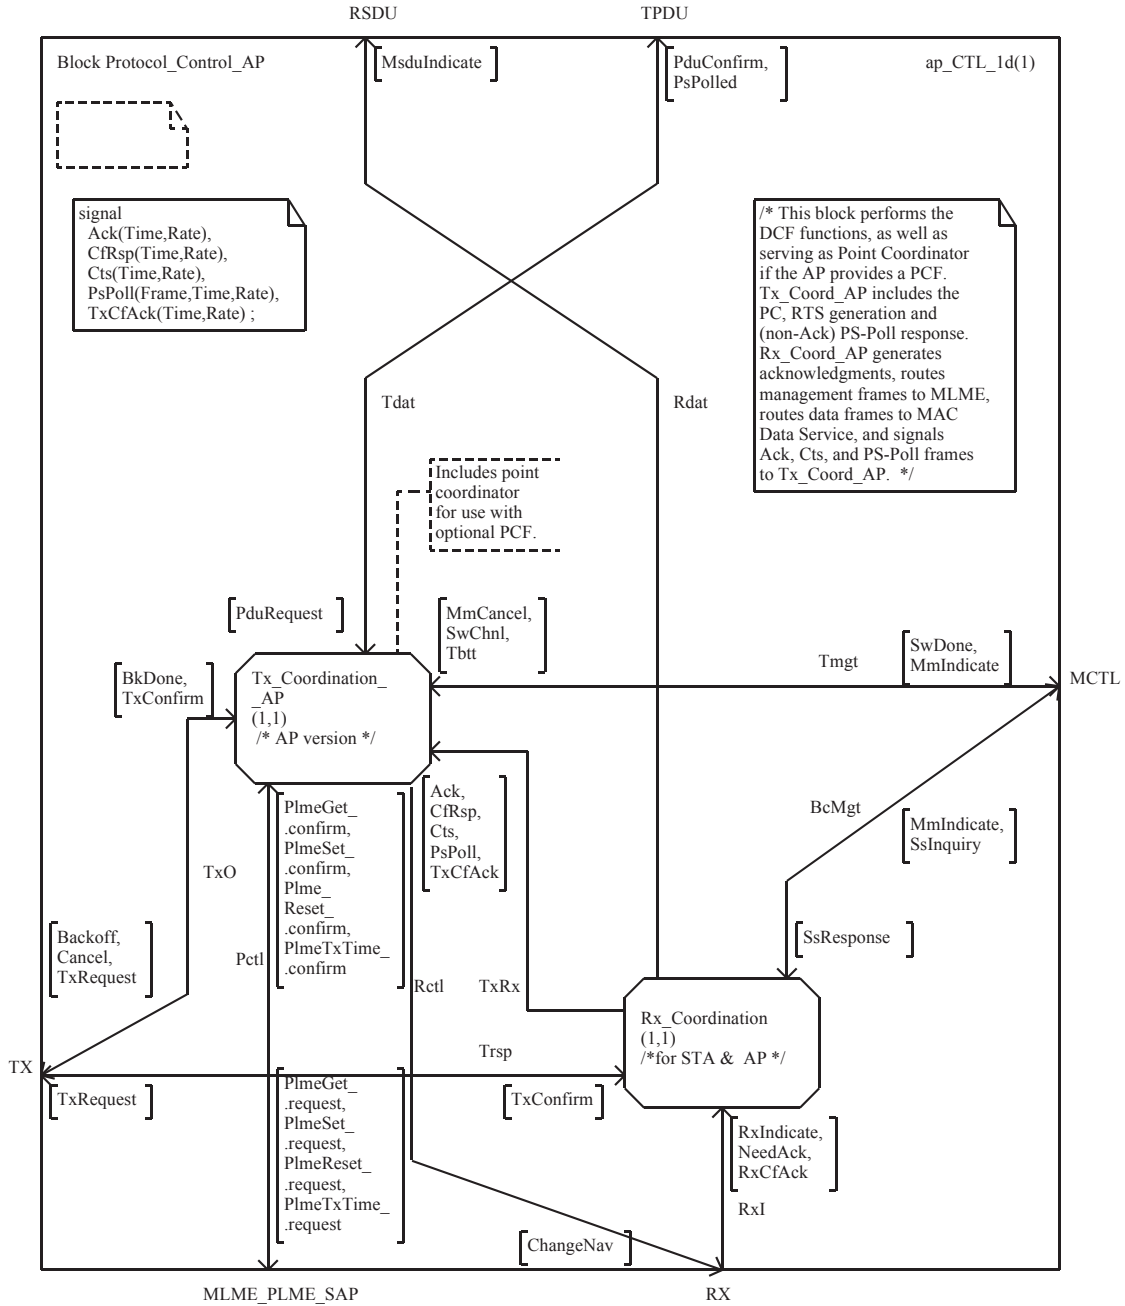 RSDU
TPDU
Block Protocol_Control_AP
MsduIndicate
PduConfirm,
PsPolled
ap_CTL_1d(1)
signal
Ack(Time,Rate),
CfRsp(Time,Rate),
Cts(Time,Rate),
PsPoll(Frame,Time,Rate),
TxCfAck(Time,Rate) ;
/* This block performs the
DCF functions, as well as
serving as Point Coordinator
if the AP provides a PCF.
Tx_Coord_AP includes the
PC, RTS generation and
(non-Ack) PS-Poll response.
Rx_Coord_AP generates
acknowledgments, routes
management frames to MLME,
routes data frames to MAC
Data Service, and signals
Ack, Cts, and PS-Poll frames
to Tx_Coord_AP.  */
Tdat
Rdat
Includes point
coordinator
for use with
optional PCF.
PduRequest
MmCancel,
SwChnl,
Tbtt
Tmgt
SwDone,
MmIndicate
MCTL
BkDone,
TxConfirm
Tx_Coordination_
_AP
(1,1)
/* AP version */
Ack,
CfRsp,
Cts,
PsPoll,
TxCfAck
BcMgt
MmIndicate,
SsInquiry
PlmeGet_
.confirm,
PlmeSet_
.confirm,
Plme_
Reset_
.confirm,
PlmeTxTime_
.confirm
TxO
Backoff,
Cancel,
TxRequest
Pctl
Rctl
TxRx
SsResponse
Rx_Coordination
(1,1)
/*for STA &  AP */
Trsp
TX
TxRequest
TxConfirm
PlmeGet_
.request,
PlmeSet_
.request,
PlmeReset_
.request,
PlmeTxTime_
.request
RxIndicate,
NeedAck,
RxCfAck
RxI
ChangeNav
MLME_PLME_SAP
RX